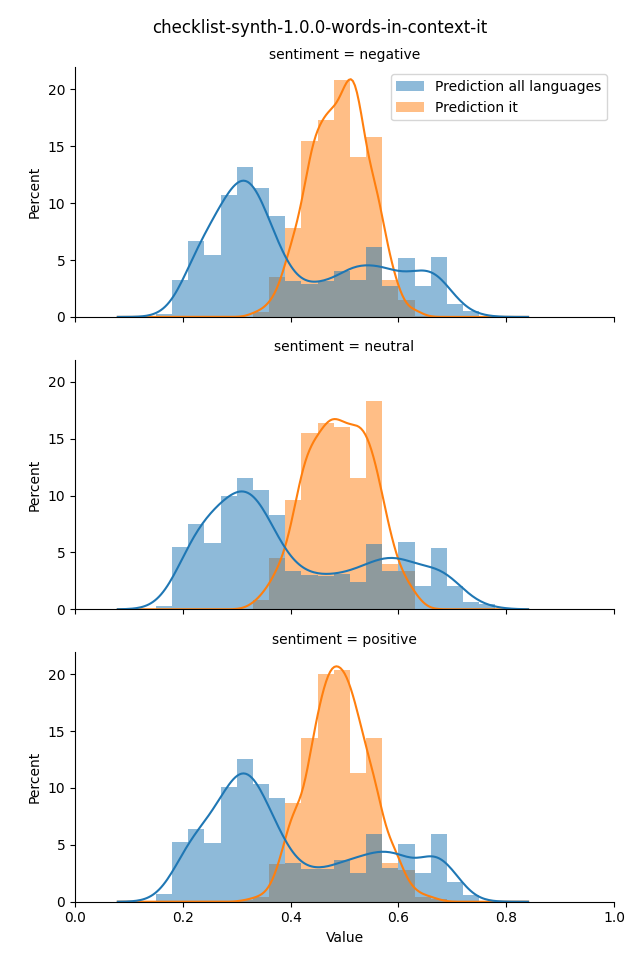 checklist-synth-1.0.0-words-in-context-it
sentiment = negative
Prediction all languages
Prediction it
Percent
20
15
10
5
0
sentiment = neutral
Percent
20
15
10
5
0
sentiment = positive
Percent
20
15
10
5
0
0.0 0.2 0.4 0.6 0.8 1.0
Value